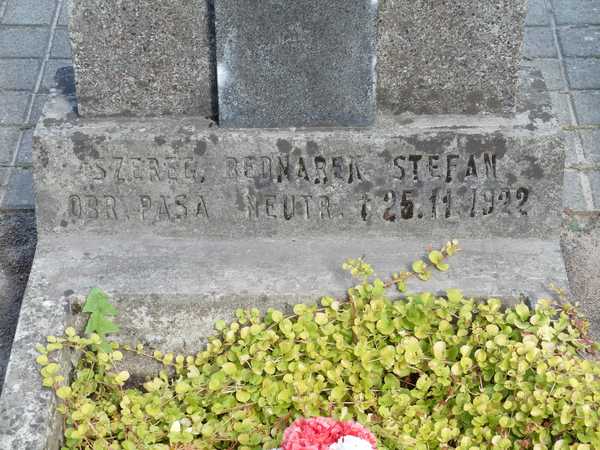 SZEREG. BEDNAREK STEFAN
OBR. PASA NEUTR. † 25.11.1922